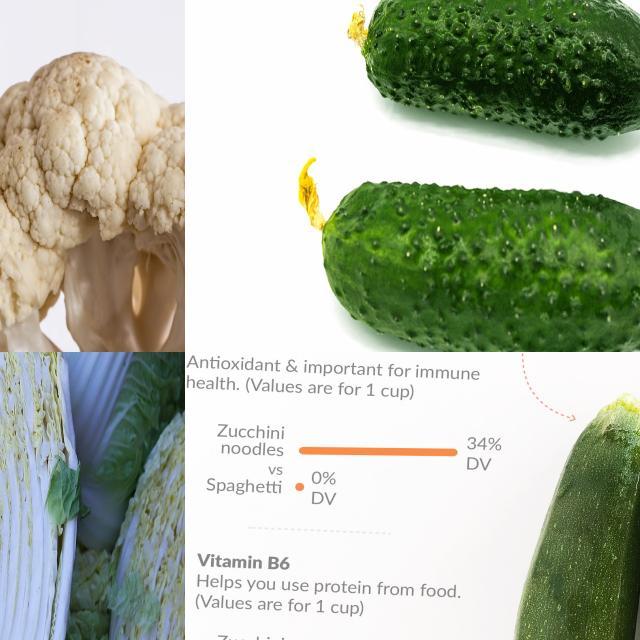 Antioxidant & important for immune
health. (Values are for 1 cup)
Zucchini
noodles
34%
DV
vs
Spaghetti
0%
DV
Vitamin B6
Helps you use protein from food.
(Values are for 1 cup)